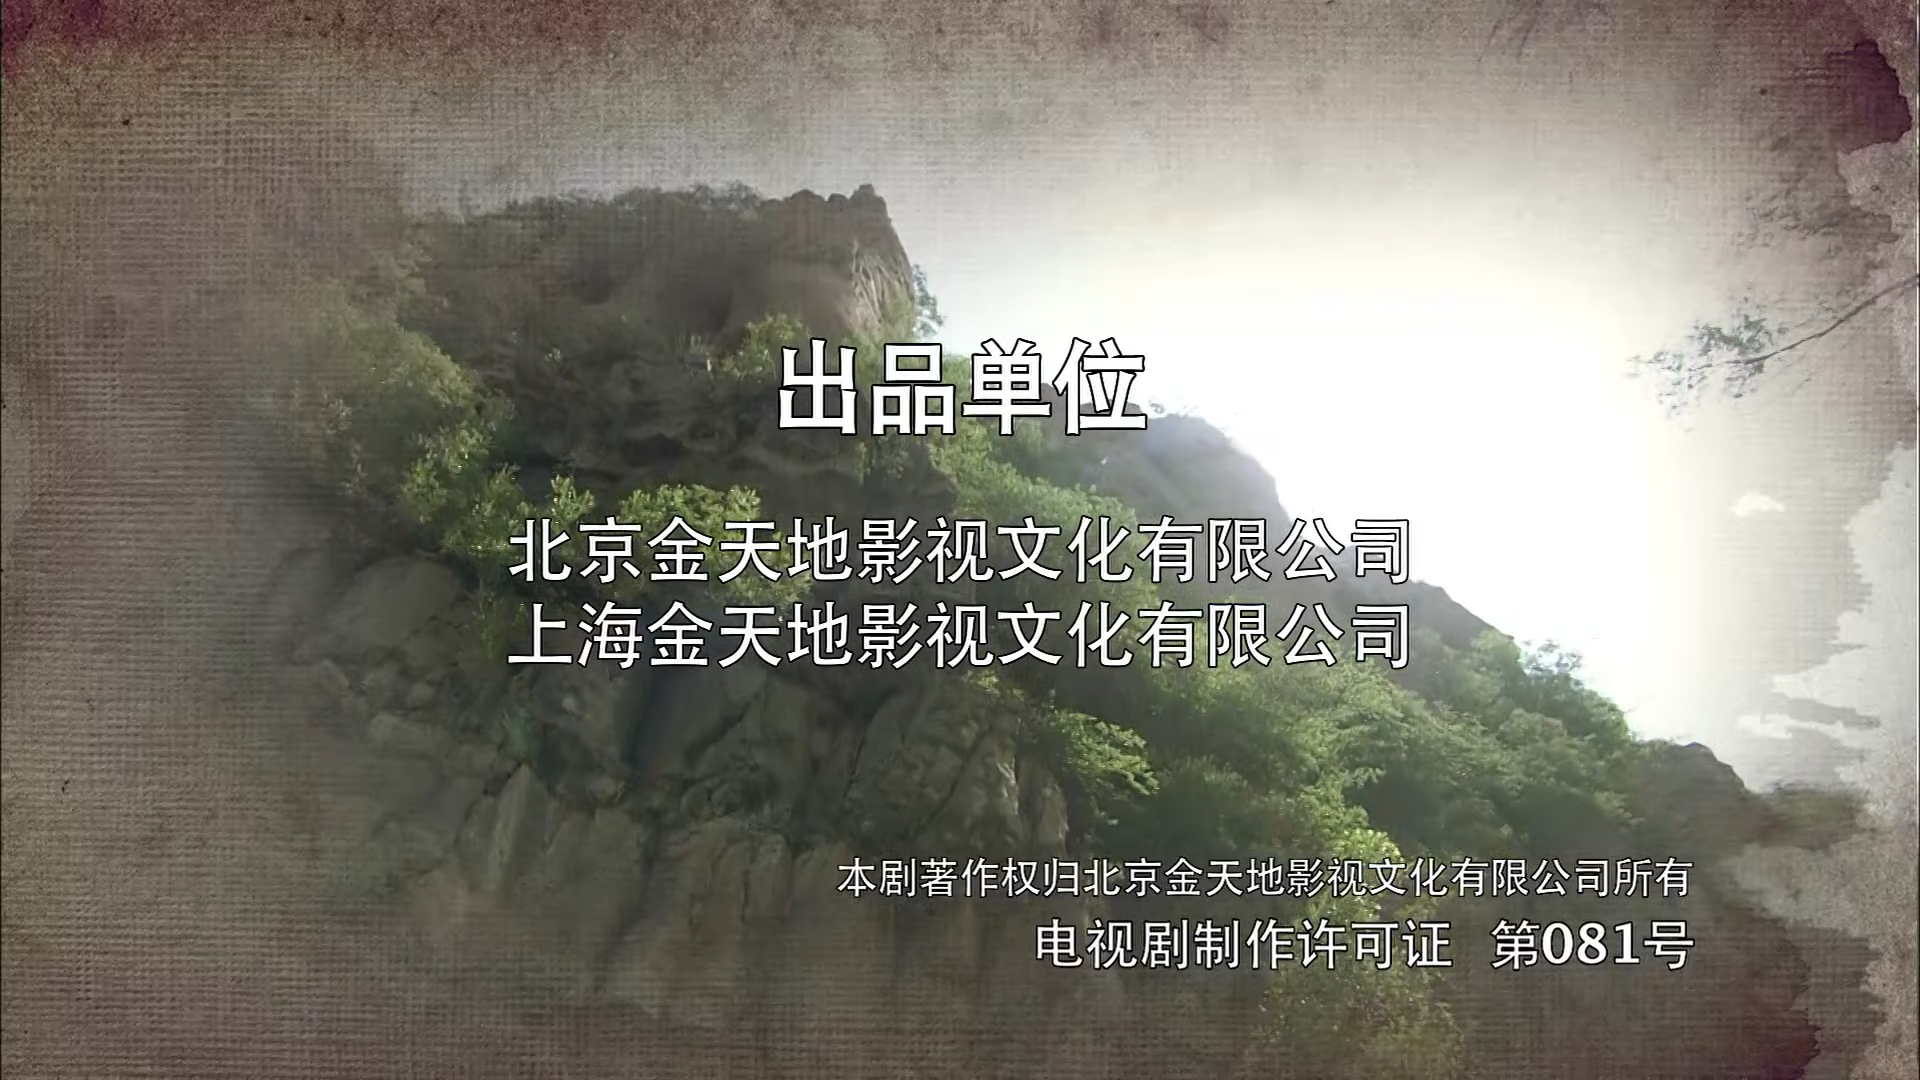 出品单位
北京金天地影视文化有限公司
上海金天地影视文化有限公司
本剧著作权归北京金天地影视文化有限公司所有
电视剧制作许可证 第081号